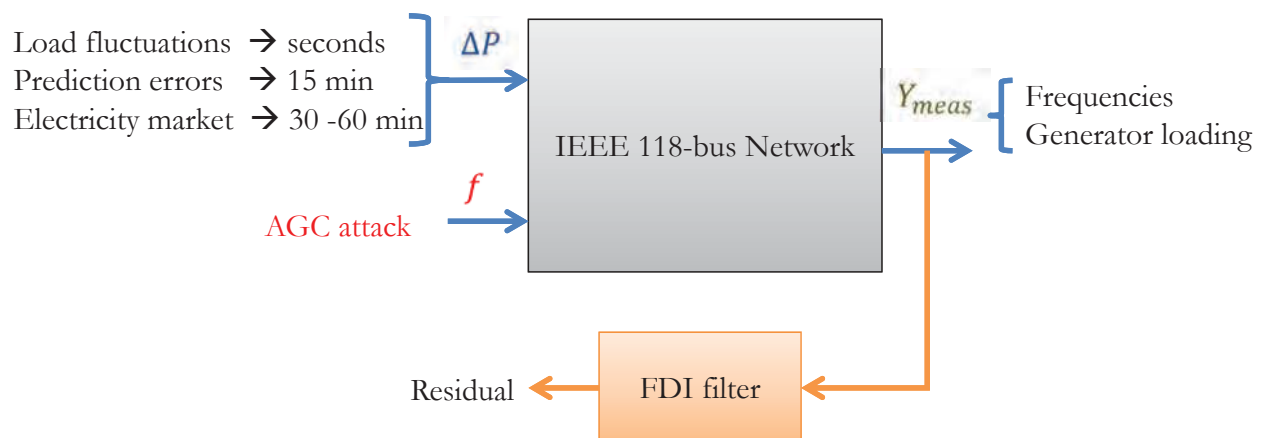 Load fluctuations → seconds
Prediction errors → 15 min
Electricity market → 30 -60 min
ΔP
AGC attack
f
IEEE 118-bus Network
Y_meas
Frequencies
Generator loading
Residual
FDI filter